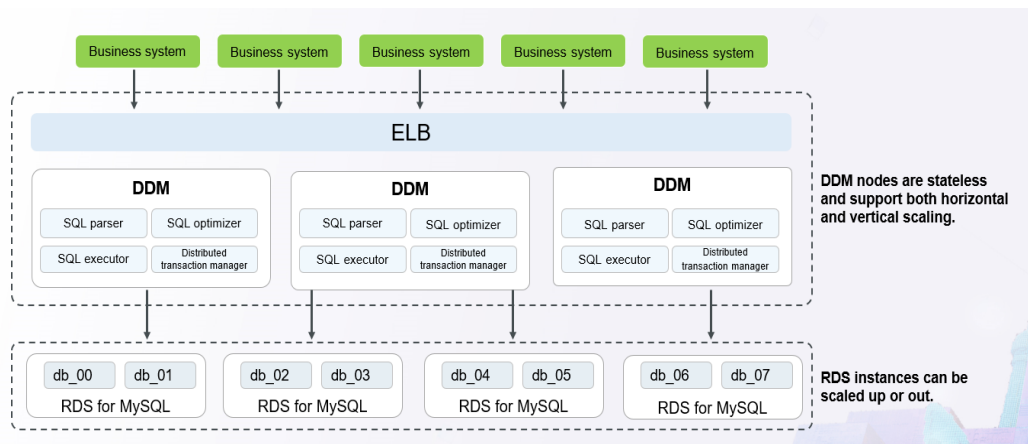 Business system
Business system
Business system
Business system
Business system
ELB
DDM
SQL parser
SQL optimizer
SQL executor
Distributed
transaction manager
DDM
SQL parser
SQL optimizer
SQL executor
Distributed
transaction manager
DDM
SQL parser
SQL optimizer
SQL executor
Distributed
transaction manager
DDM nodes are stateless
and support both horizontal
and vertical scaling.
db_00
db_01
RDS for MySQL
db_02
db_03
RDS for MySQL
db_04
db_05
RDS for MySQL
db_06
db_07
RDS for MySQL
RDS instances can be
scaled up or out.